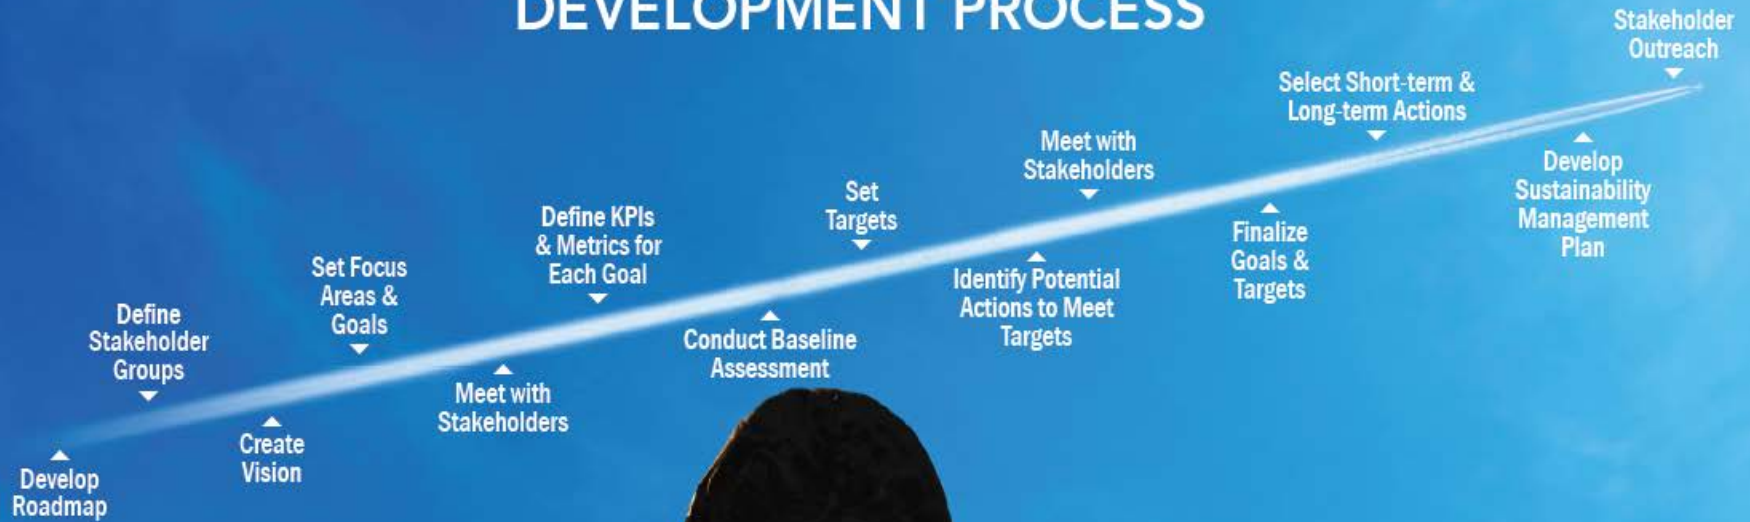 DEVELOPMENT PROCESS
Develop
Roadmap
Define
Stakeholder
Groups
Create
Vision
Set Focus
Areas &
Goals
Meet with
Stakeholders
Define KPIs
& Metrics for
Each Goal
Conduct Baseline
Assessment
Set
Targets
Identify Potential
Actions to Meet
Targets
Meet with
Stakeholders
Finalize
Goals &
Targets
Select Short-term &
Long-term Actions
Develop
Sustainability
Management
Plan
Stakeholder
Outreach